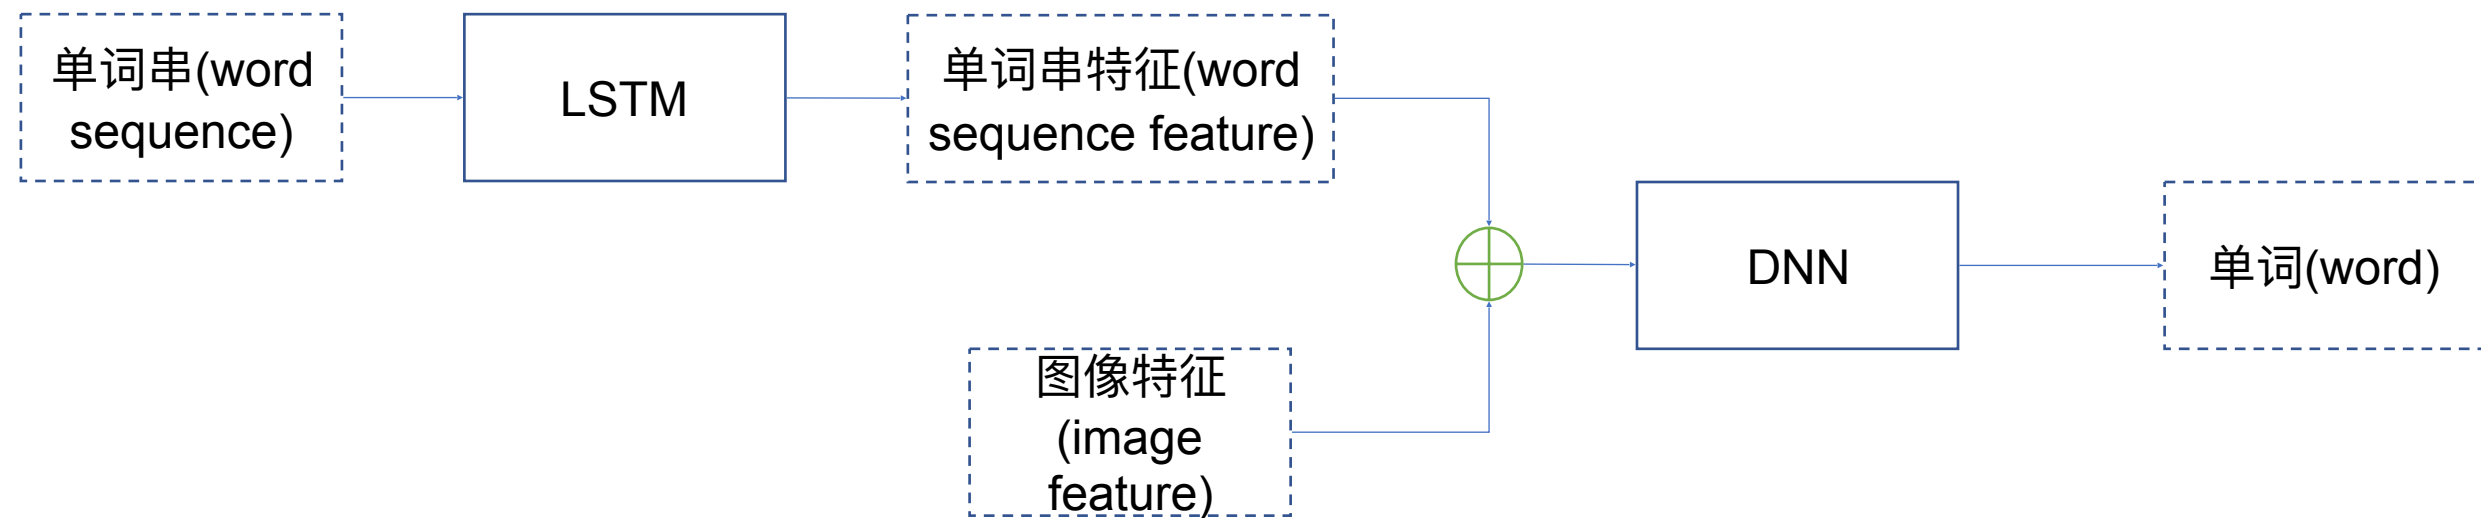 单词串(word
sequence)
LSTM
单词串特征(word
sequence feature)
DNN
单词(word)
图像特征
(image
feature)